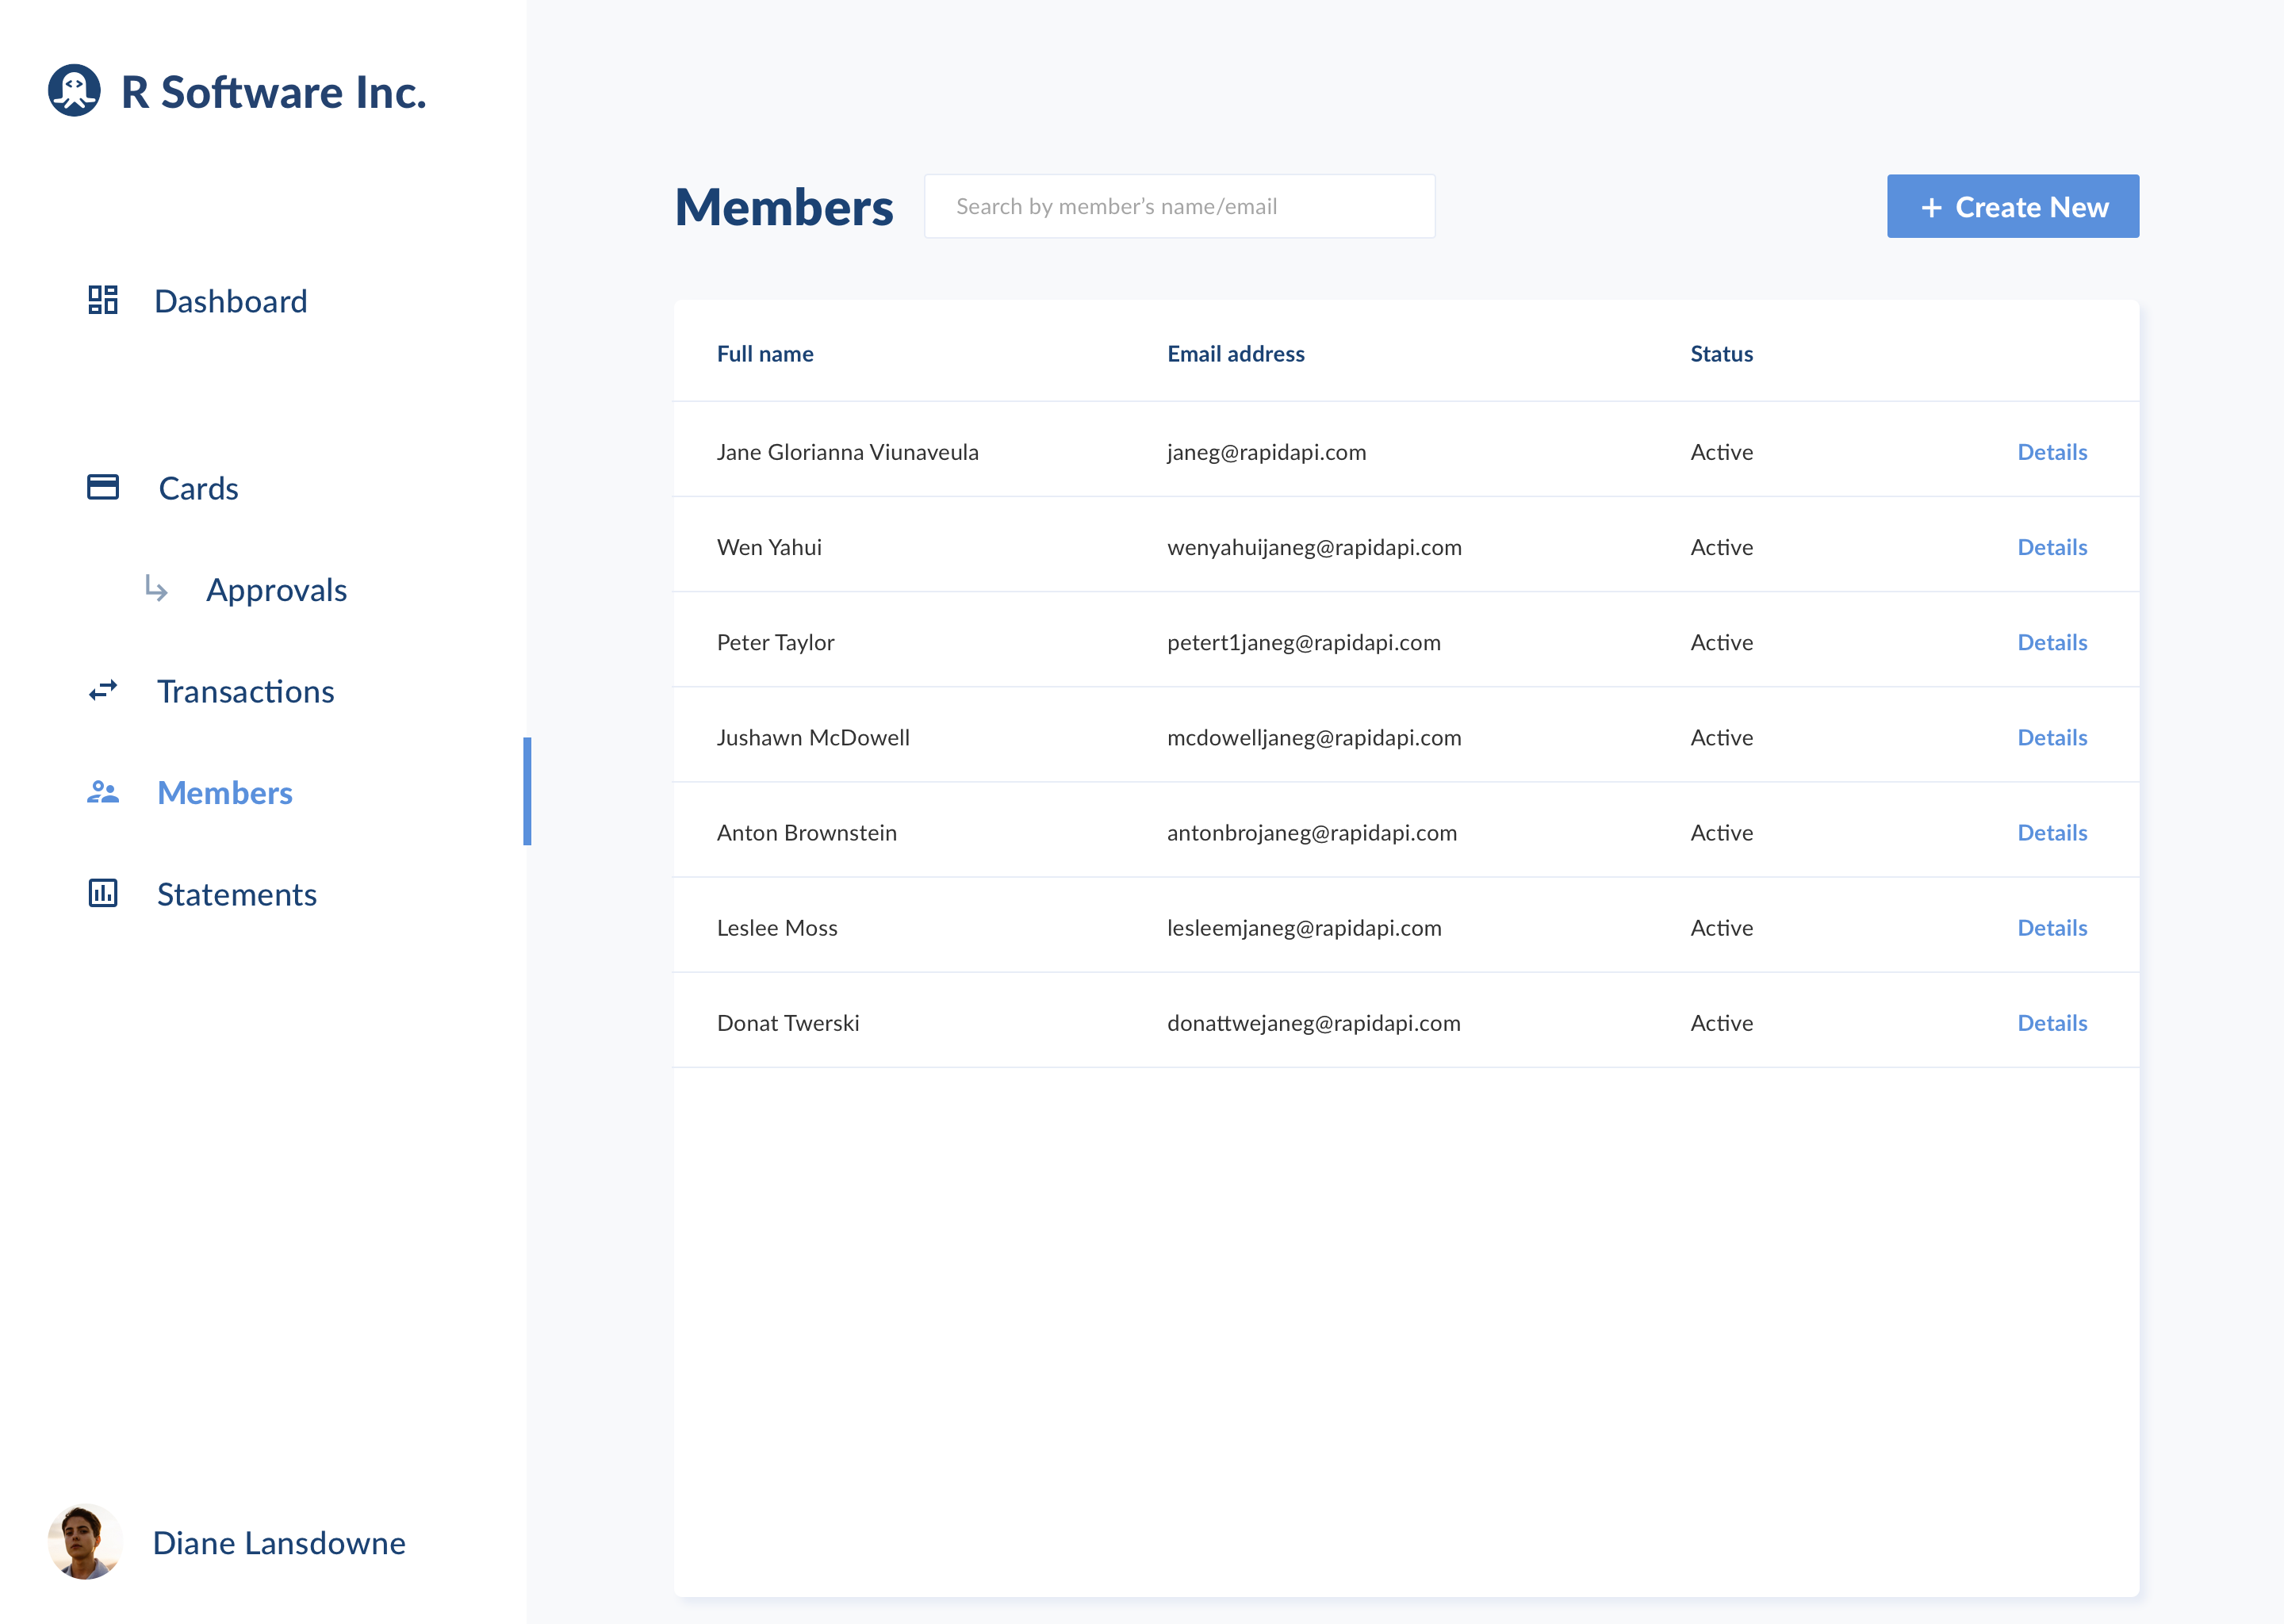 R Software Inc.
Dashboard
Cards
Approvals
Transactions
Members
Statements
Diane Lansdowne
Members
Search by member’s name/email
+ Create New
Full name Email address Status
Jane Glorianna Viunaveula janeg@rapidapi.com Active Details
Wen Yahui wenyahuijaneg@rapidapi.com Active Details
Peter Taylor petert1janeg@rapidapi.com Active Details
Jushawn McDowell mcdowelljaneg@rapidapi.com Active Details
Anton Brownstein antonbrojaneg@rapidapi.com Active Details
Leslee Moss lesleemjaneg@rapidapi.com Active Details
Donat Twerski donattwejaneg@rapidapi.com Active Details